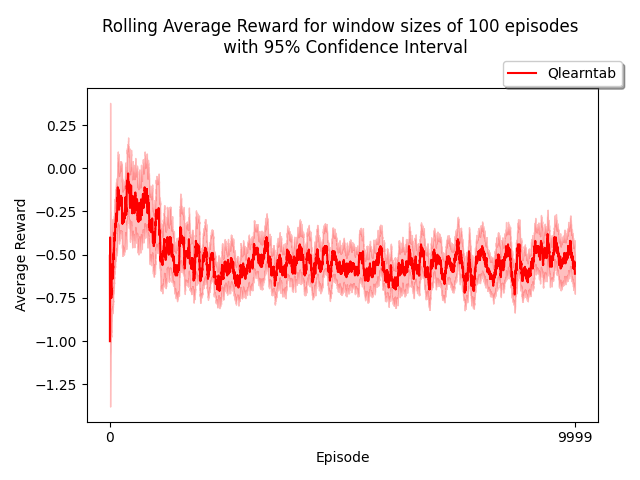 Rolling Average Reward for window sizes of 100 episodes
with 95% Confidence Interval
Qlearntab
0.25
0.00
−0.25
−0.50
−0.75
−1.00
−1.25
Average Reward
0
9999
Episode